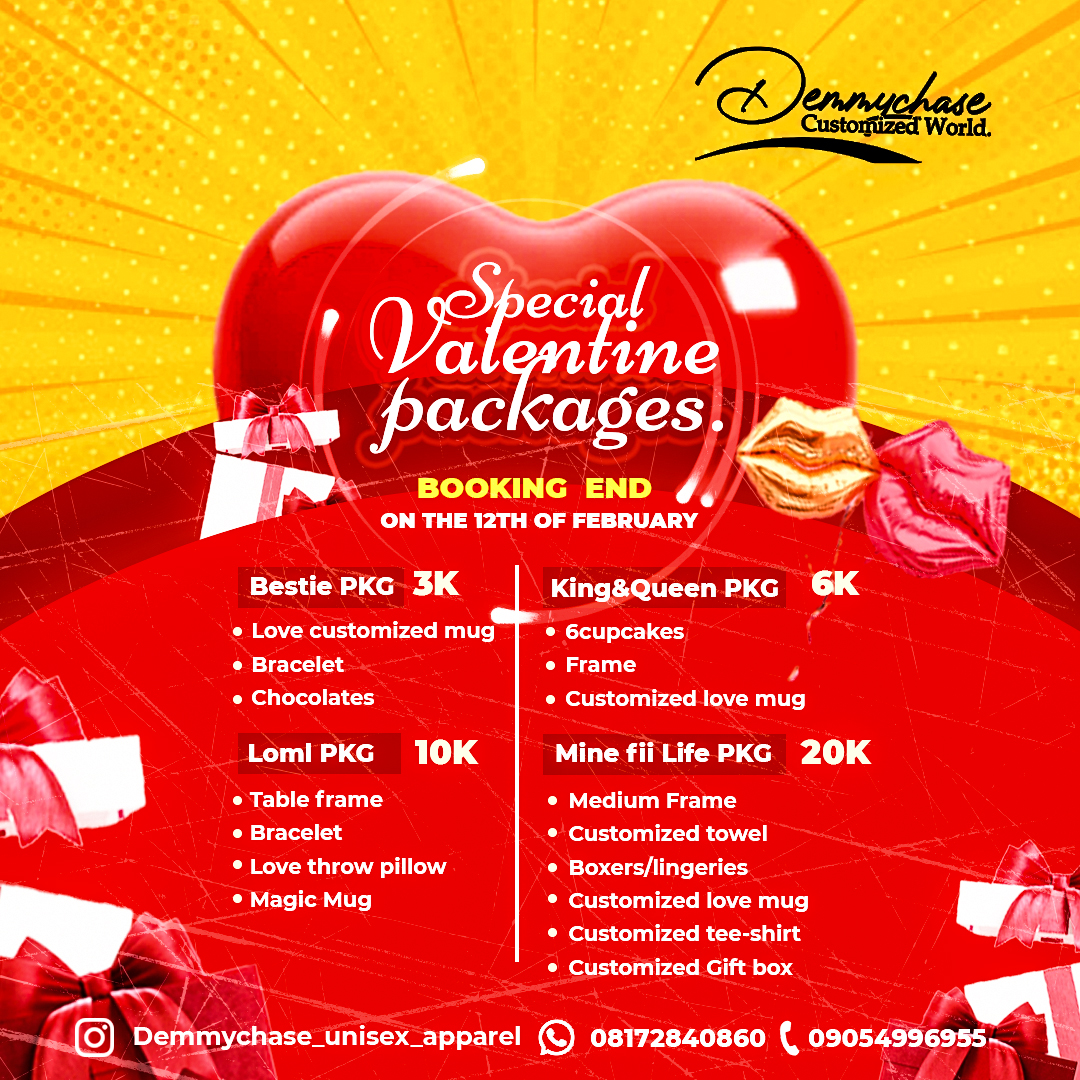 Demmychase
Customized World.
Special
Valentine
packages.
BOOKING END
ON THE 12TH OF FEBRUARY
Bestie PKG 3K
• Love customized mug
• Bracelet
• Chocolates
King&Queen PKG 6K
• 6cupcakes
• Frame
• Customized love mug
Loml PKG 10K
• Table frame
• Bracelet
• Love throw pillow
• Magic Mug
Mine fii Life PKG 20K
• Medium Frame
• Customized towel
• Boxers/lingeries
• Customized love mug
• Customized tee-shirt
• Customized Gift box
Demmychase_unisex_apparel 08172840860 09054996955